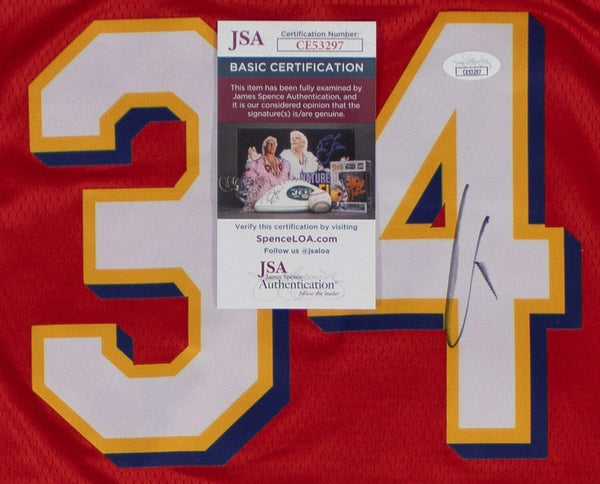 34
JSA
Certification Number:
CE53297
BASIC CERTIFICATION
This item has been fully examined by
James Spence Authentication, and
it is our considered opinion that the
signature(s) is/are genuine.
NATURE
Verify this certification by visiting
SpenceLOA.com
Follow us @jsaloa
JSA
James Spence
Authentication
follow the leader
CE53297